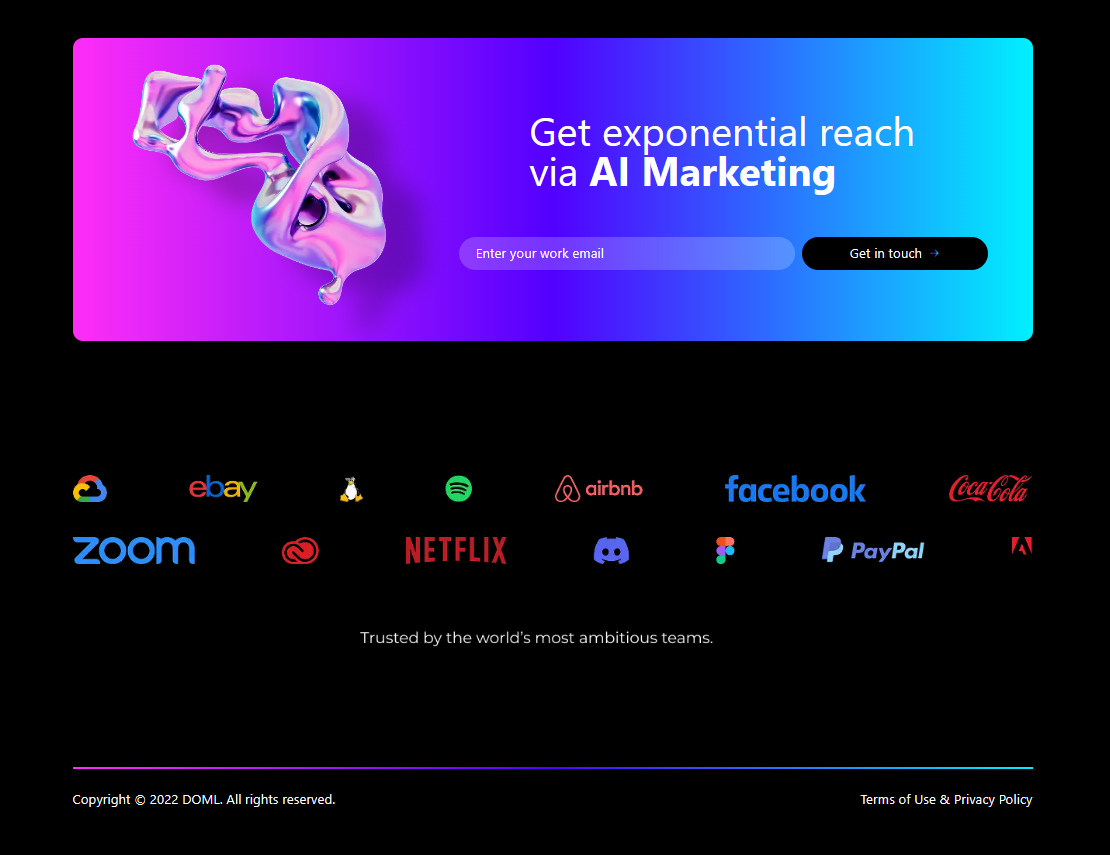 Get exponential reach
via AI Marketing
Enter your work email
Get in touch →
ebay
airbnb
facebook
Coca-Cola
zoom
NETFLIX
PayPal
Trusted by the world's most ambitious teams.
Copyright © 2022 DOML. All rights reserved.
Terms of Use & Privacy Policy